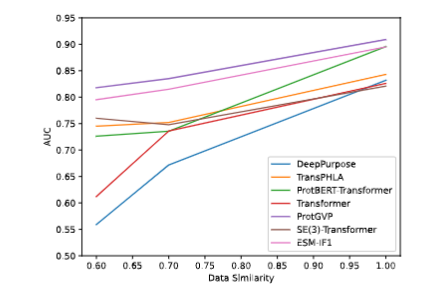 0.95
0.90
0.85
0.80
0.75
0.70
0.65
0.60
0.55
0.50
AUC
0.60 0.65 0.70 0.75 0.80 0.85 0.90 0.95 1.00
Data Similarity
DeepPurpose
TransPHLA
ProtBERT-Transformer
Transformer
ProtGVP
SE(3)-Transformer
ESM-IF1